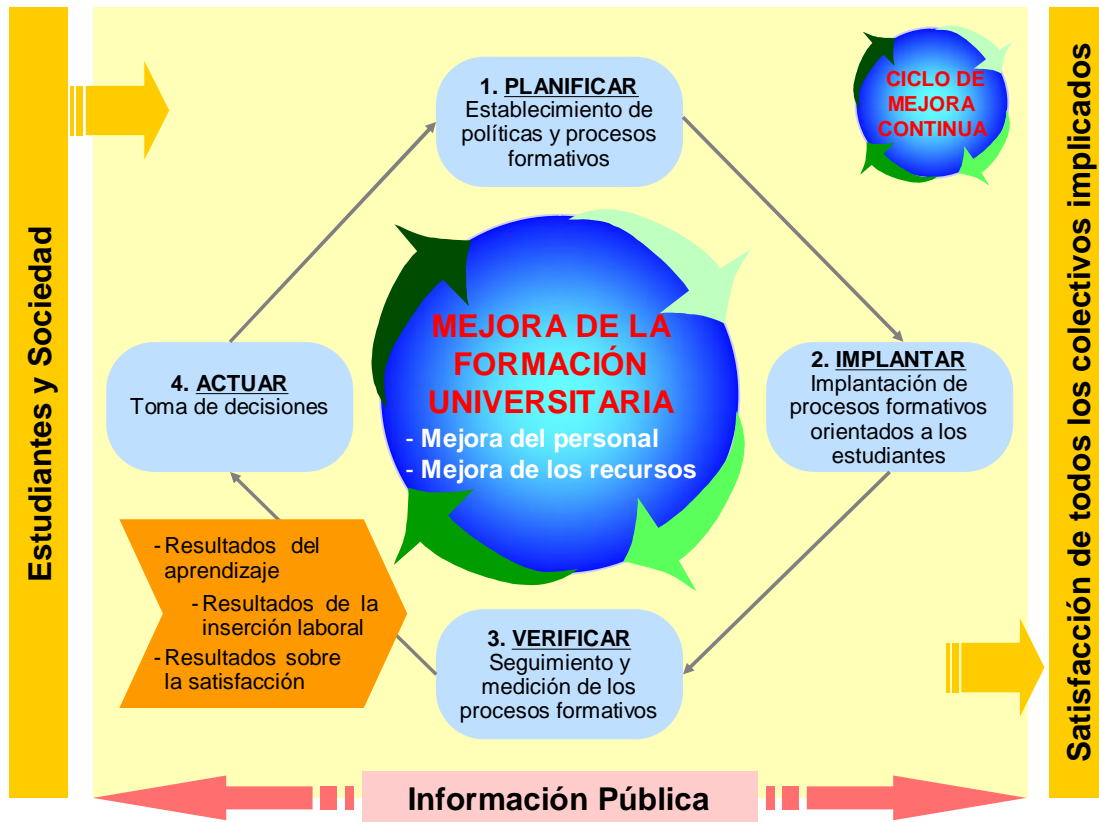 Estudiantes y Sociedad
1. PLANIFICAR
Establecimiento de
políticas y procesos
formativos
CICLO DE
MEJORA
CONTINUA
MEJORA DE LA
FORMACIÓN
UNIVERSITARIA
- Mejora del personal
- Mejora de los recursos
4. ACTUAR
Toma de decisiones
2. IMPLANTAR
Implantación de
procesos formativos
orientados a los
estudiantes
- Resultados del
aprendizaje
- Resultados de la
inserción laboral
- Resultados sobre
la satisfacción
3. VERIFICAR
Seguimiento y
medición de los
procesos formativos
Satisfacción de todos los colectivos implicados
Información Pública